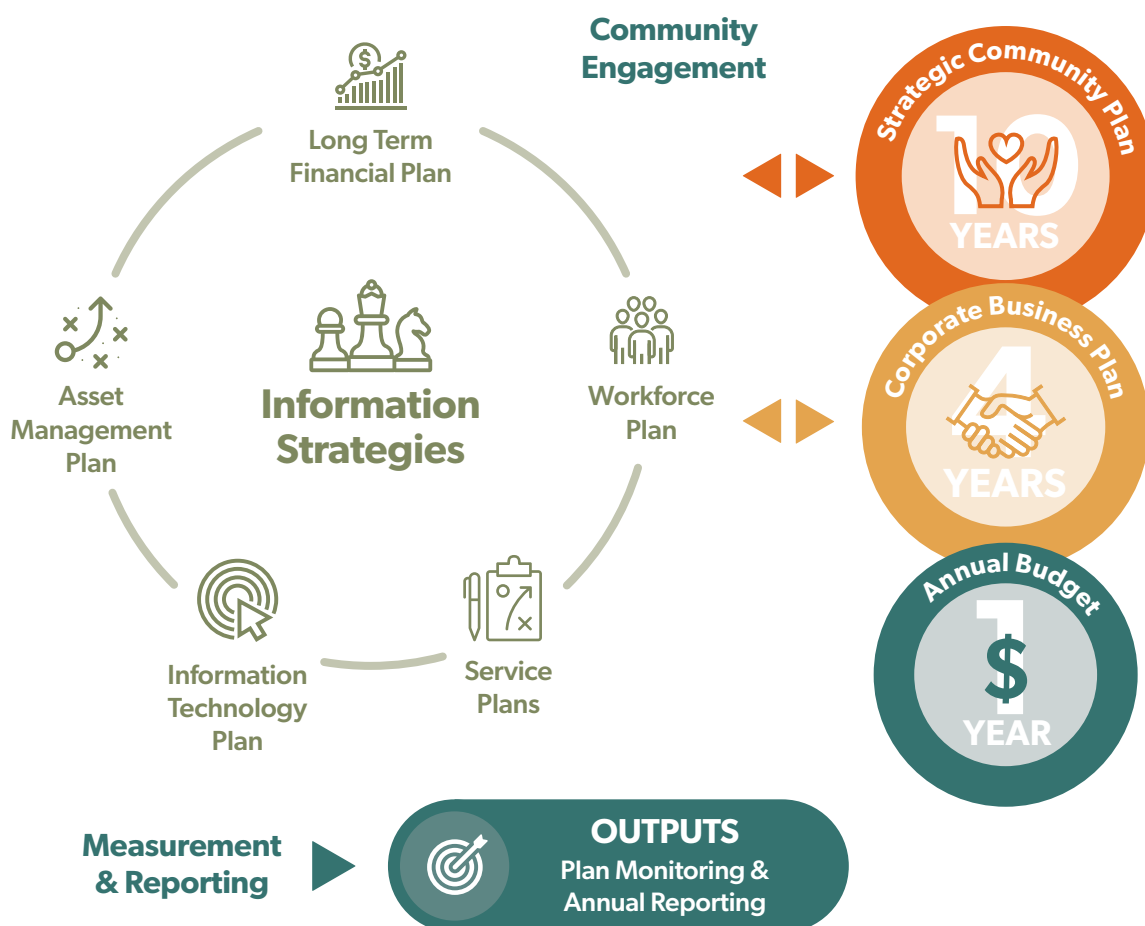 Community
Engagement
Strategic Community Plan
10
YEARS
$
Long Term
Financial Plan
Corporate Business Plan
4
YEARS
Information
Strategies
Asset
Management
Plan
Workforce
Plan
Annual Budget
1
$
YEAR
Information
Technology
Plan
Service
Plans
Measurement
& Reporting
OUTPUTS
Plan Monitoring &
Annual Reporting